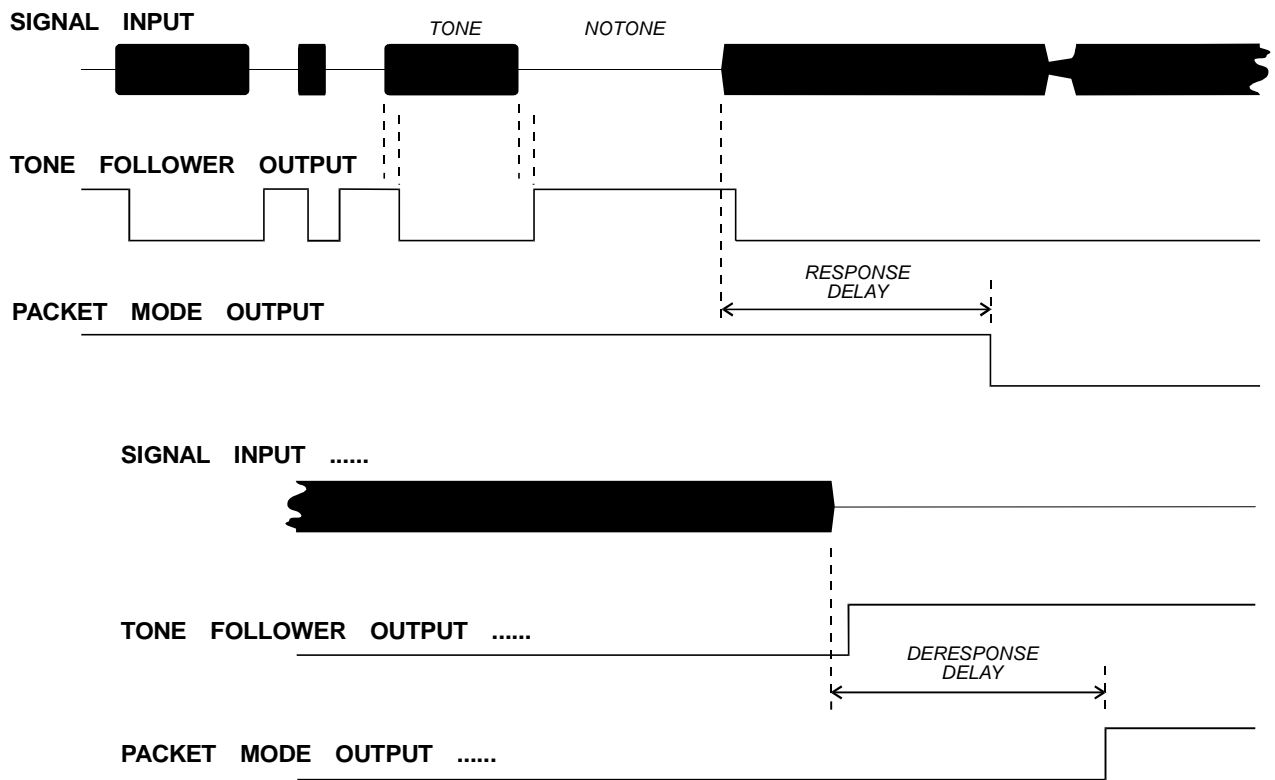 SIGNAL INPUT
TONE
NOTONE
TONE FOLLOWER OUTPUT
RESPONSE
DELAY
PACKET MODE OUTPUT
SIGNAL INPUT ......
TONE FOLLOWER OUTPUT ......
DERESPONSE
DELAY
PACKET MODE OUTPUT ......